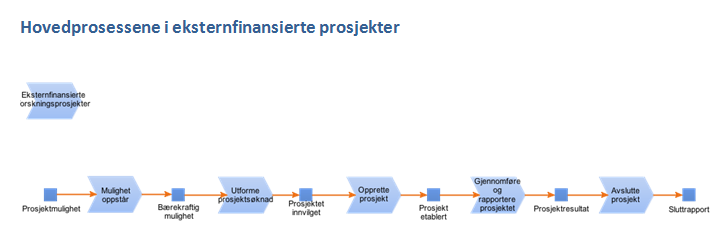 Hovedprosessene i eksternfinansierte prosjekter
Eksternfinansierte
orskningsprosjekter
Prosjektmulighet
Mulighet
oppstår
Bærekraftig
mulighet
Utforme
prosjektsøknad
Prosjektet
innvilget
Opprette
prosjekt
Prosjekt
etablert
Gjennomføre
og
rapportere
prosjektet
Prosjektresultat
Avslutte
prosjekt
Sluttrapport